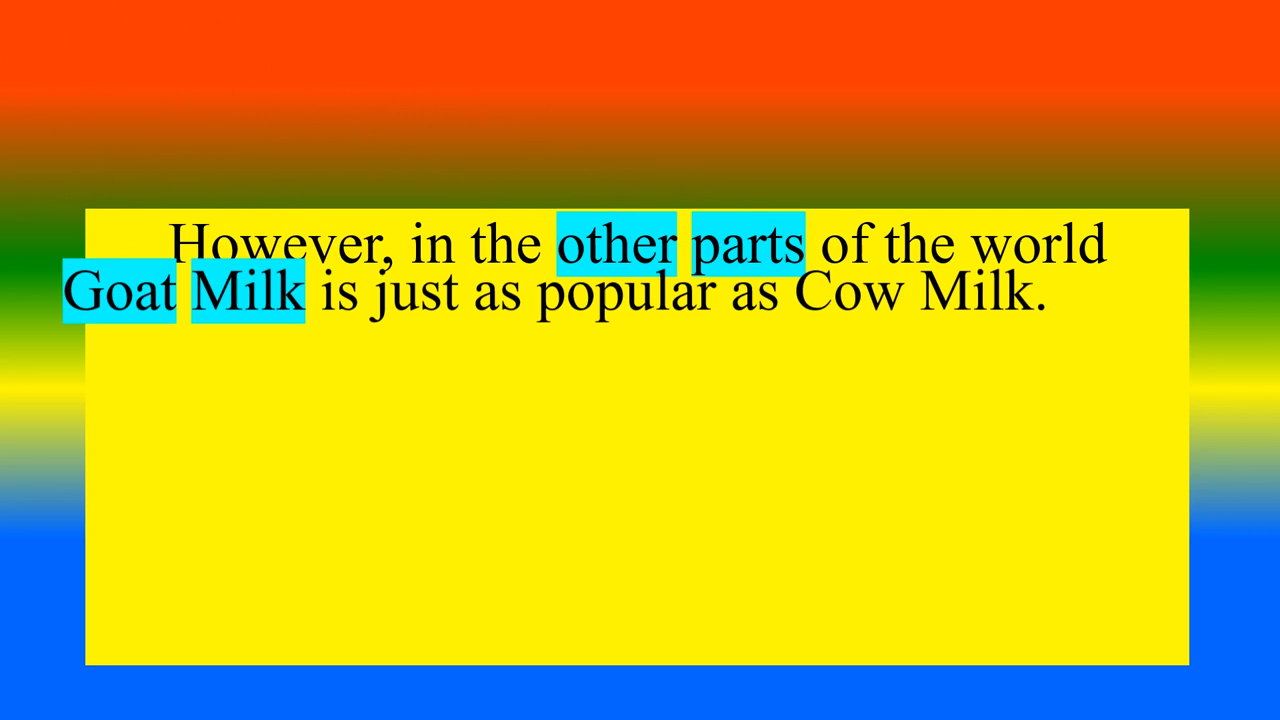 However, in the other parts of the world
Goat Milk is just as popular as Cow Milk.